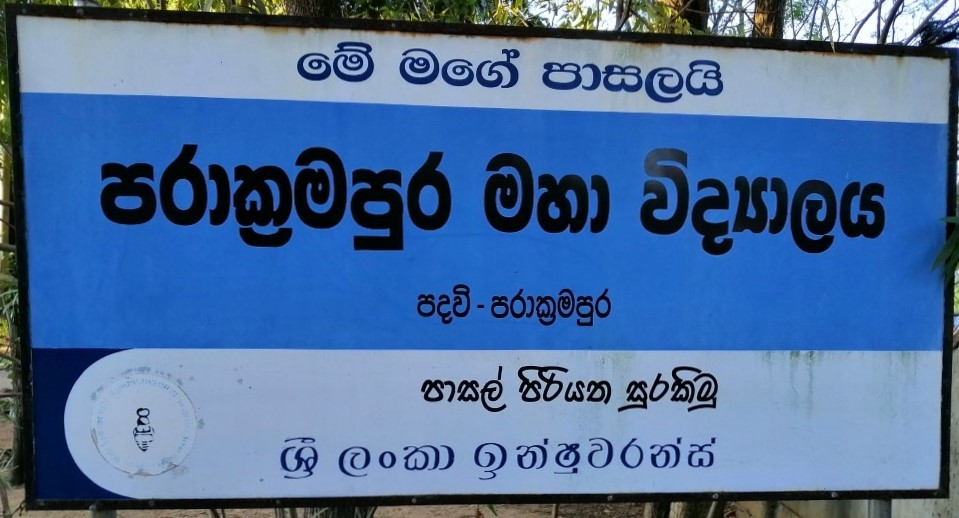 මේ මගේ පාසලයි
පරාක්‍රමපුර මහා විද්‍යාලය
පදවි - පරාක්‍රමපුර
පාසල් පිරියත සුරකිමු
ශ්‍රී ලංකා ඉන්ෂුවරන්ස්